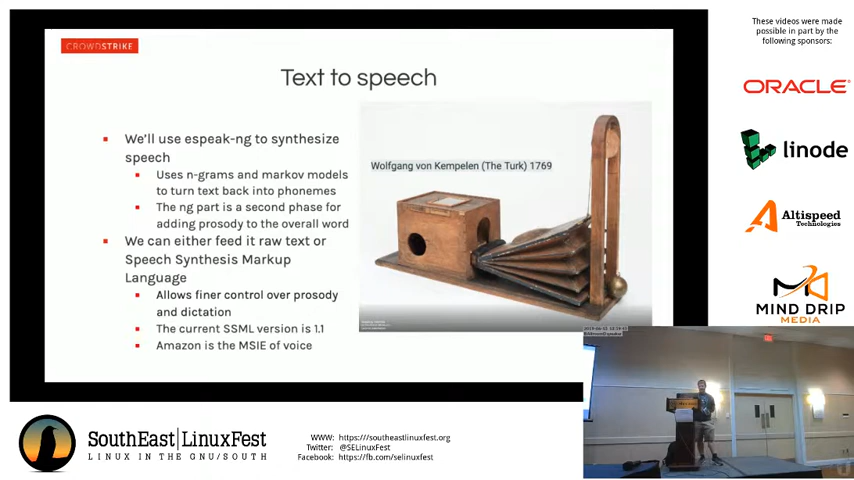 CROWDSTRIKE
Text to speech
We'll use espeak-ng to synthesize
speech
Uses n-grams and markov models
to turn text back into phonemes
The ng part is a second phase for
adding prosody to the overall word
We can either feed it raw text or
Speech Synthesis Markup
Language
Allows finer control over prosody
and dictation
The current SSML version is 1.1
Amazon is the MSIE of voice
Wolfgang von Kempelen (The Turk) 1769
These videos were made
possible in part by the
following sponsors:
ORACLE
linode
Altispeed
Technologies
MIND DRIP
MEDIA
SouthEast|LinuxFest
LINUX IN THE GNU/SOUTH
WWW: https:///southeastlinuxfest.org
Twitter: @SELinuxFest
Facebook: https://fb.com/selinuxfest